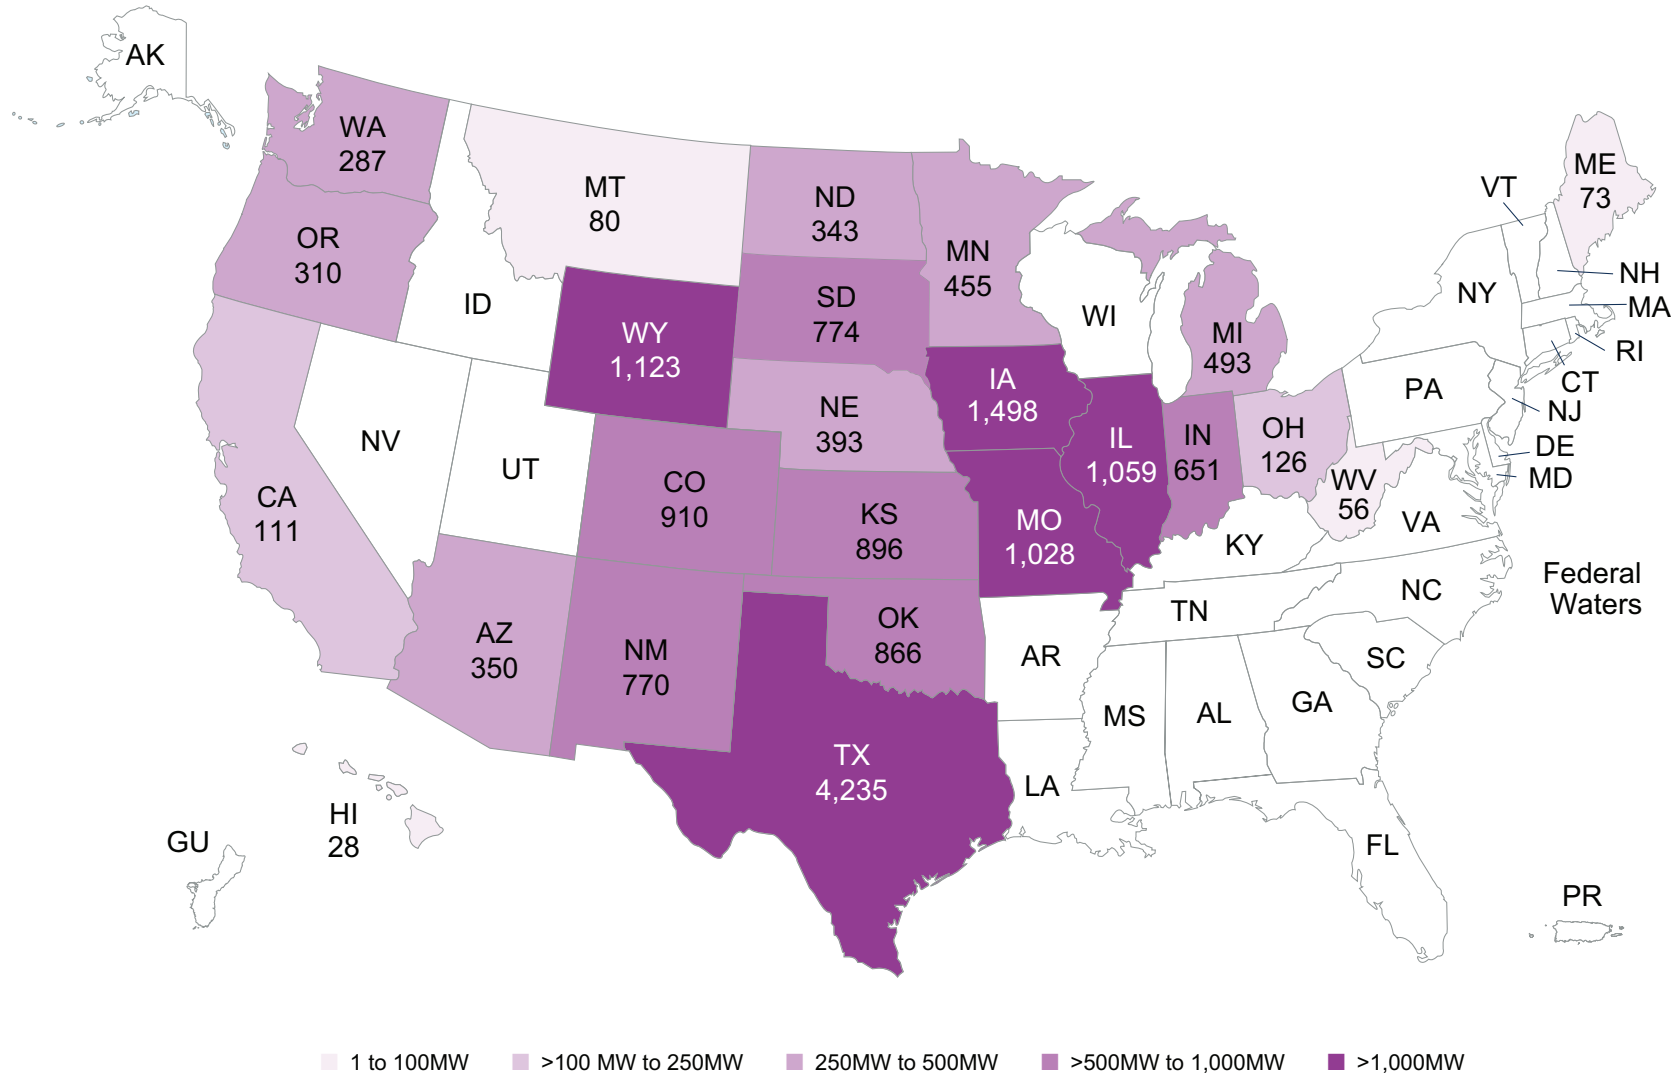 AK
WA
287
MT
80
ND
343
MN
455
ME
73
VT
OR
310
ID
WY
1,123
SD
774
WI
MI
493
NY
NH
MA
RI
CT
NJ
PA
DE
MD
NE
393
IA
1,498
IL
1,059
IN
651
OH
126
WV
56
VA
NV
UT
CO
910
KS
896
MO
1,028
KY
CA
111
AZ
350
NM
770
OK
866
AR
TN
NC
SC
Federal
Waters
MS
AL
GA
TX
4,235
LA
FL
HI
28
GU
PR
1 to 100MW
>100 MW to 250MW
250MW to 500MW
>500MW to 1,000MW
>1,000MW